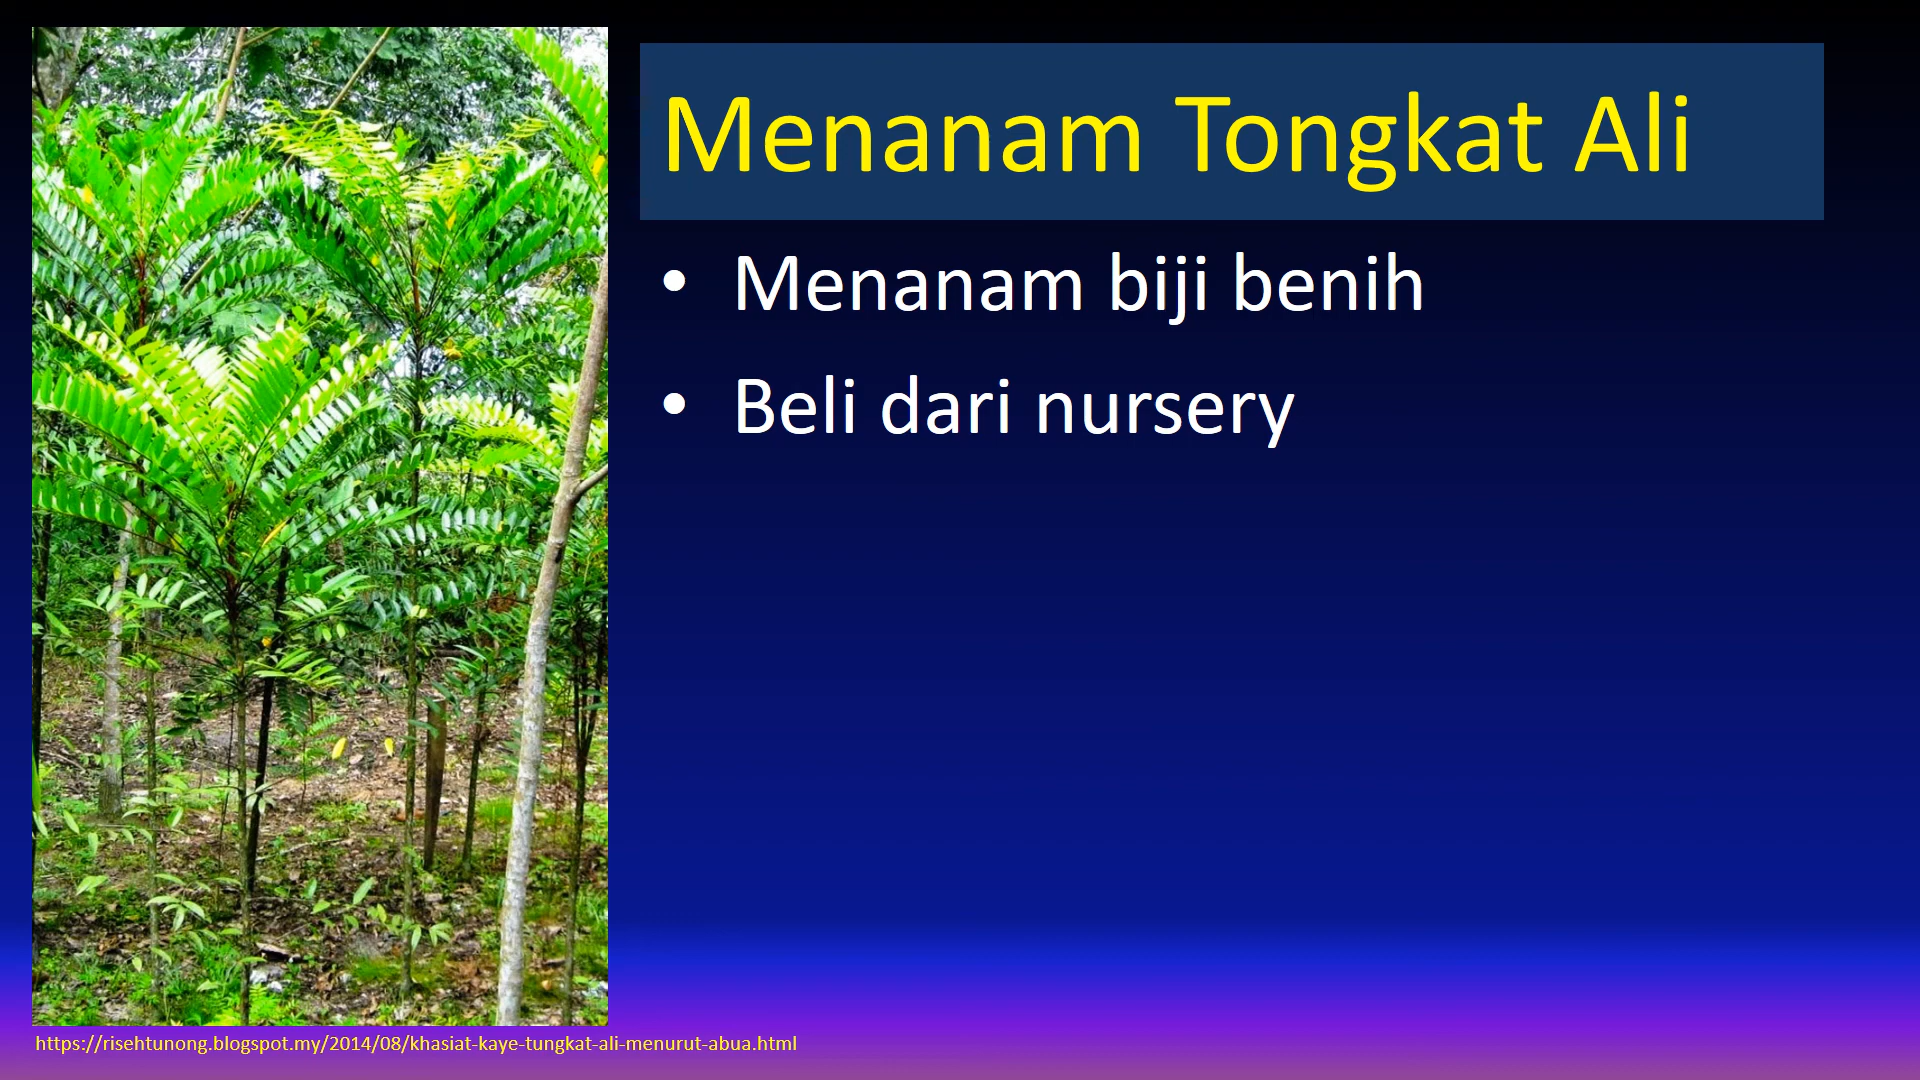 Menanam Tongkat Ali
• Menanam biji benih
• Beli dari nursery
https://risehtunong.blogspot.my/2014/08/khasiat-kaye-tungkat-ali-menurut-abua.html